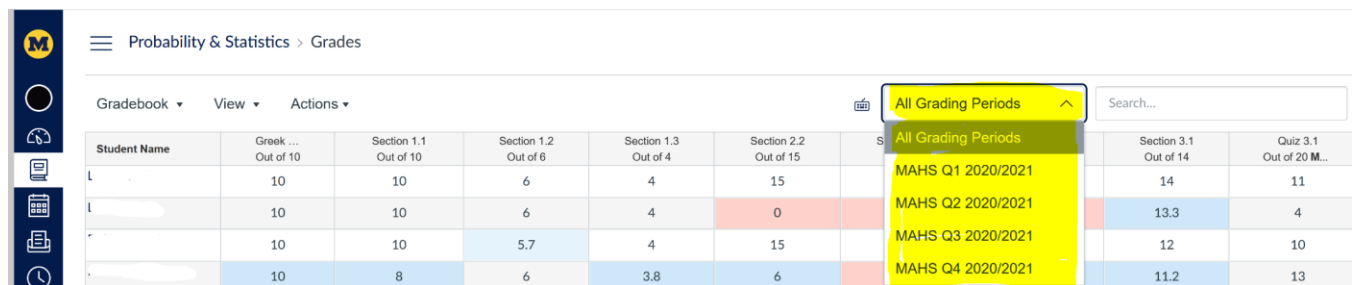 M
Probability & Statistics > Grades
Gradebook View Actions All Grading Periods Search...
Student Name Greek ... Section 1.1 Section 1.2 Section 1.3 Section 2.2 S All Grading Periods Section 3.1 Quiz 3.1
Out of 10 Out of 10 Out of 6 Out of 4 Out of 15 Out of 14 Out of 20 M...
L 10 10 6 4 15 MAHS Q1 2020/2021 14 11
L 10 10 6 4 0 MAHS Q2 2020/2021 13.3 4
10 10 5.7 4 15 MAHS Q3 2020/2021 12 10
10 8 6 3.8 6 MAHS Q4 2020/2021 11.2 13